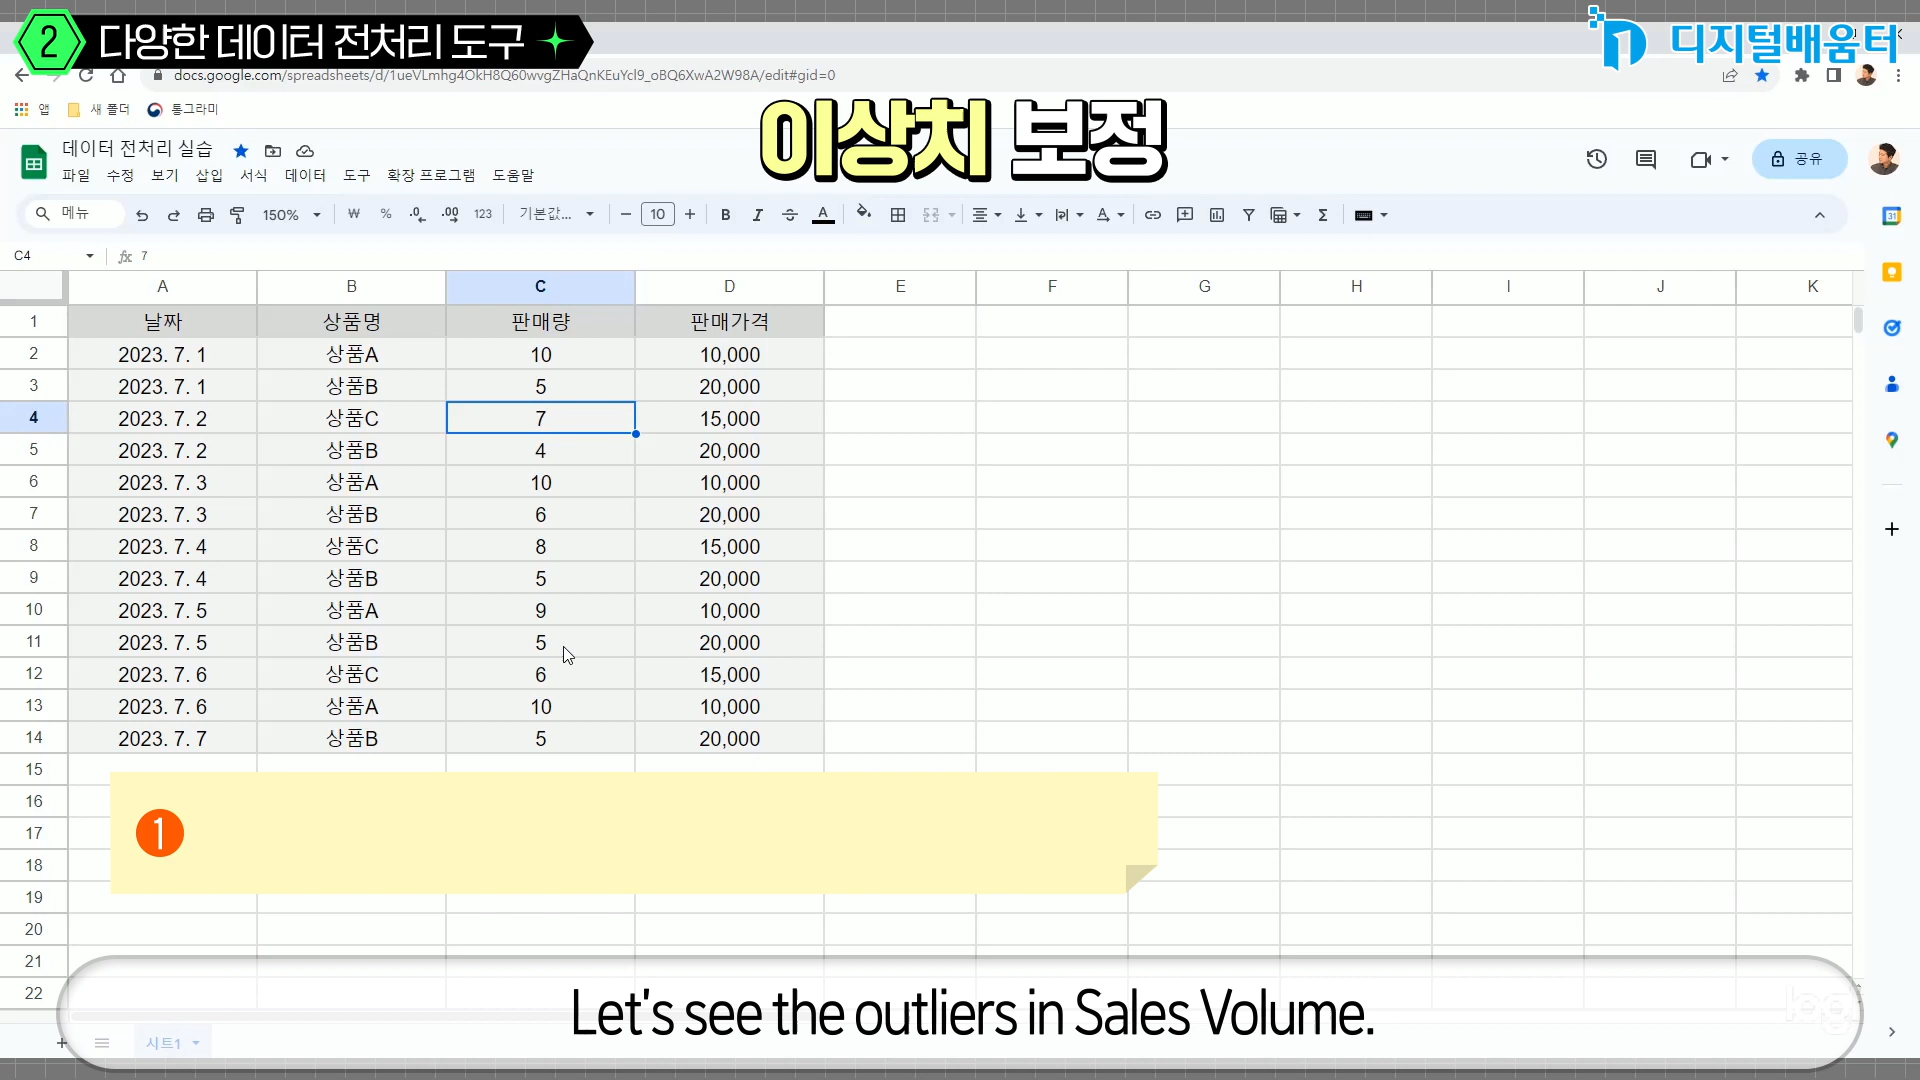 2 다양한 데이터 전처리 도구
디지털배움터
docs.google.com/spreadsheets/d/1ueVLmhg4OkH8Q60wvgZHaQnKEuYcl9_oBQ6XwA2W98A/edit#gid=0
앱 새 폴더 통그라미
이상치 보정
데이터 전처리 실습
파일 수정 보기 삽입 서식 데이터 도구 확장 프로그램 도움말
공유
메뉴 150% ₩ % .0 .00 123 기본값... 10 B I A Σ
31
C4 fx 7
A B C D E F G H I J K
1 날짜 상품명 판매량 판매가격
2 2023. 7. 1 상품A 10 10,000
3 2023. 7. 1 상품B 5 20,000
4 2023. 7. 2 상품C 7 15,000
5 2023. 7. 2 상품B 4 20,000
6 2023. 7. 3 상품A 10 10,000
7 2023. 7. 3 상품B 6 20,000
8 2023. 7. 4 상품C 8 15,000
9 2023. 7. 4 상품B 5 20,000
10 2023. 7. 5 상품A 9 10,000
11 2023. 7. 5 상품B 5 20,000
12 2023. 7. 6 상품C 6 15,000
13 2023. 7. 6 상품A 10 10,000
14 2023. 7. 7 상품B 5 20,000
15
16
17 1
18
19
20
21
22
Let's see the outliers in Sales Volume.
시트1